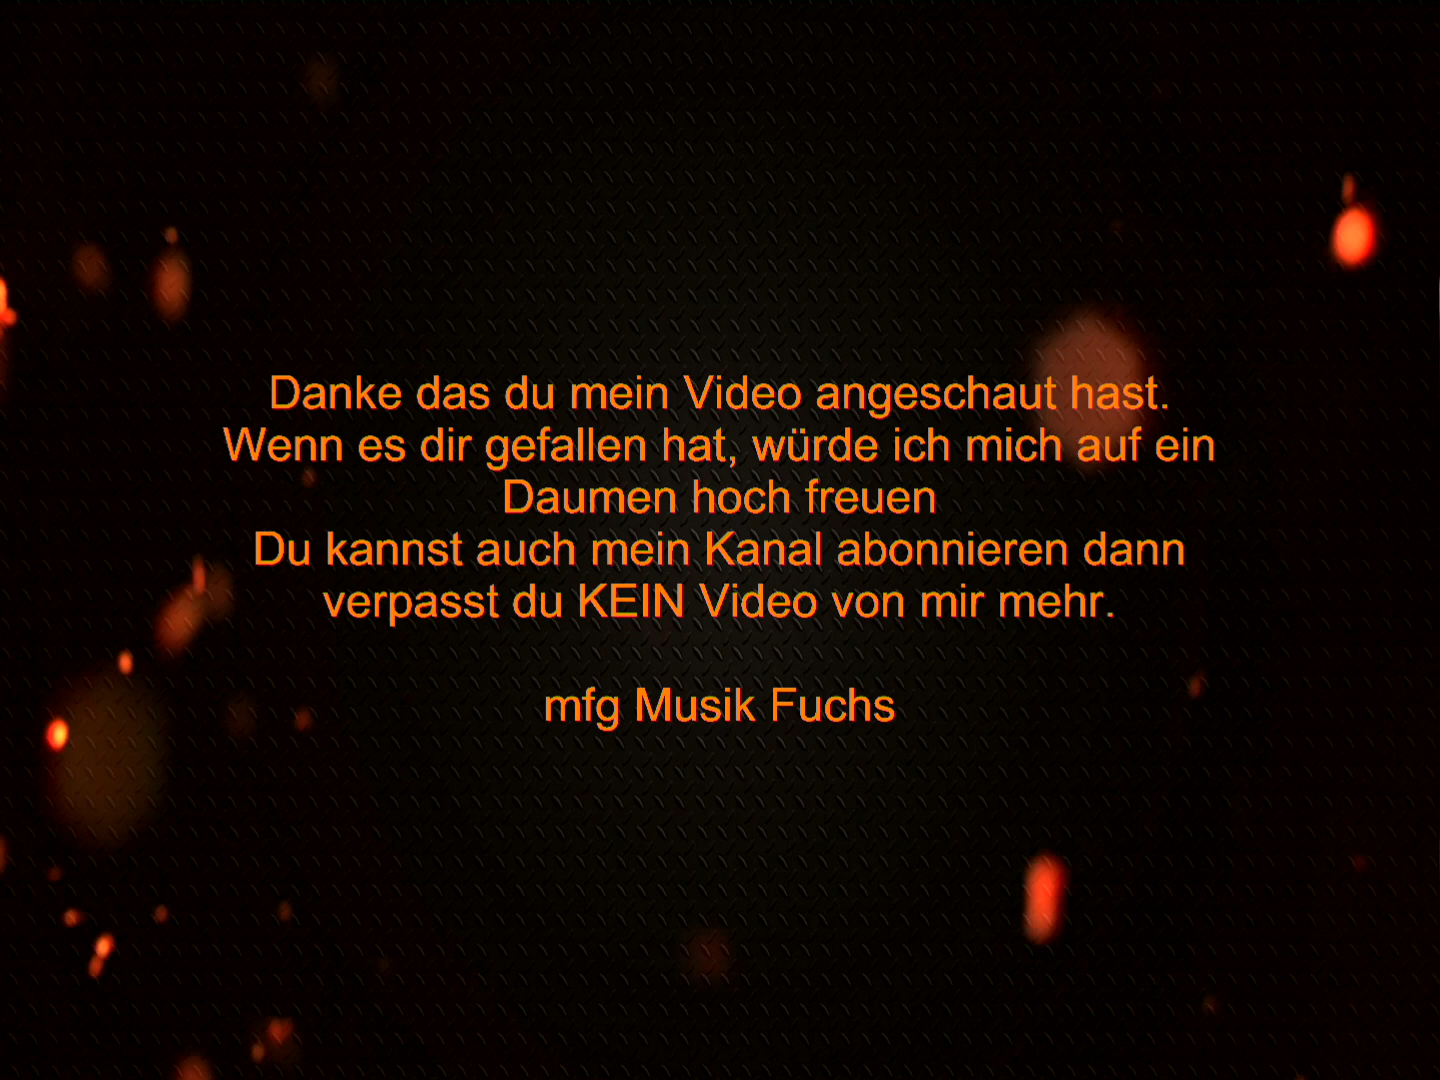 Danke das du mein Video angeschaut hast.
Wenn es dir gefallen hat, würde ich mich auf ein
Daumen hoch freuen
Du kannst auch mein Kanal abonnieren dann
verpasst du KEIN Video von mir mehr.
mfg Musik Fuchs